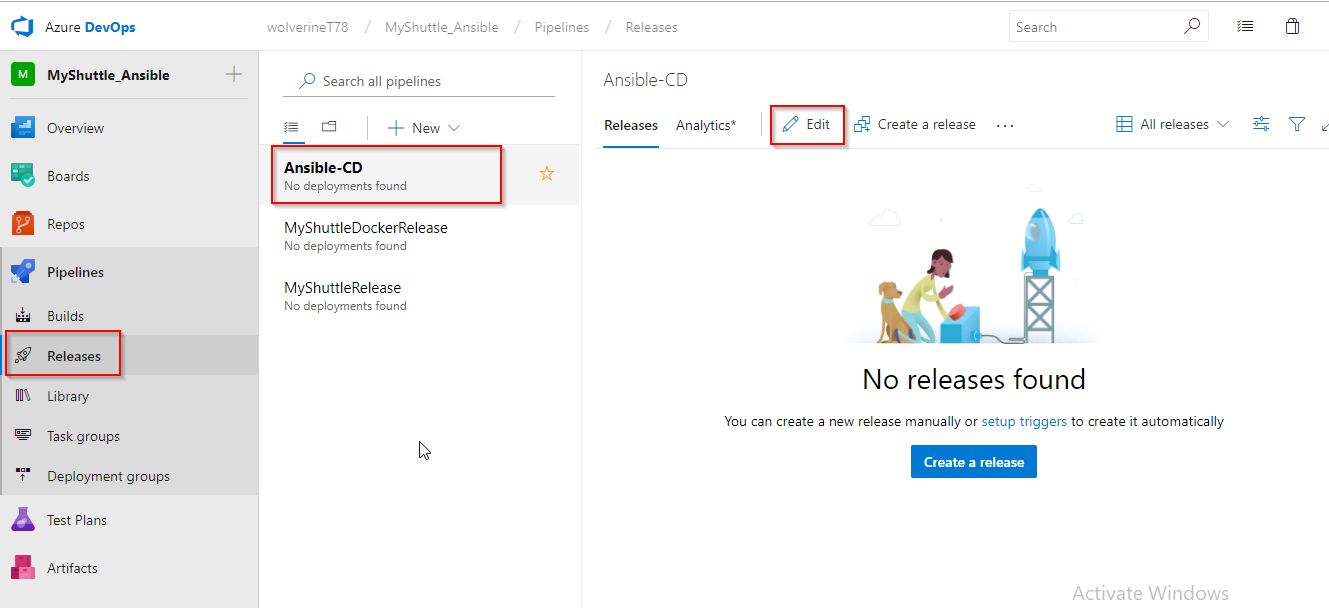 Azure DevOps
wolverineT78 / MyShuttle_Ansible / Pipelines / Releases
Search
M
MyShuttle_Ansible
Overview
Boards
Repos
Pipelines
Builds
Releases
Library
Task groups
Deployment groups
Test Plans
Artifacts
Search all pipelines
New
Ansible-CD
No deployments found
MyShuttleDockerRelease
No deployments found
MyShuttleRelease
No deployments found
Ansible-CD
Releases Analytics* Edit Create a release ... All releases
No releases found
You can create a new release manually or setup triggers to create it automatically
Create a release
Activate Windows